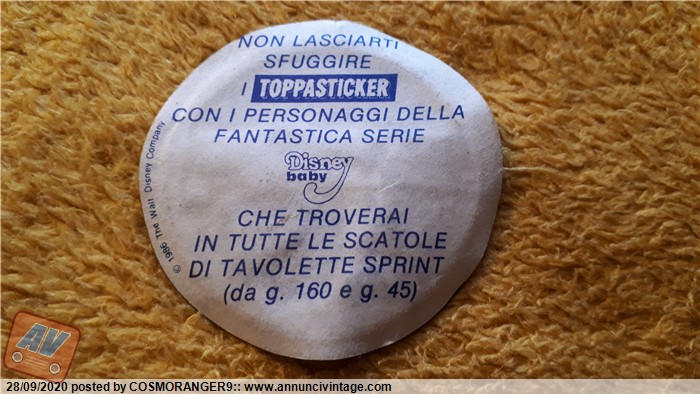 NON LASCIARTI
SFUGGIRE
I TOPPASTICKER
CON I PERSONAGGI DELLA
FANTASTICA SERIE
Disney
baby
CHE TROVERAI
IN TUTTE LE SCATOLE
DI TAVOLETTE SPRINT
(da g. 160 e g. 45)
© 1986 The Walt Disney Company
AV
28/09/2020 posted by COSMORANGER9:: www.annuncivintage.com